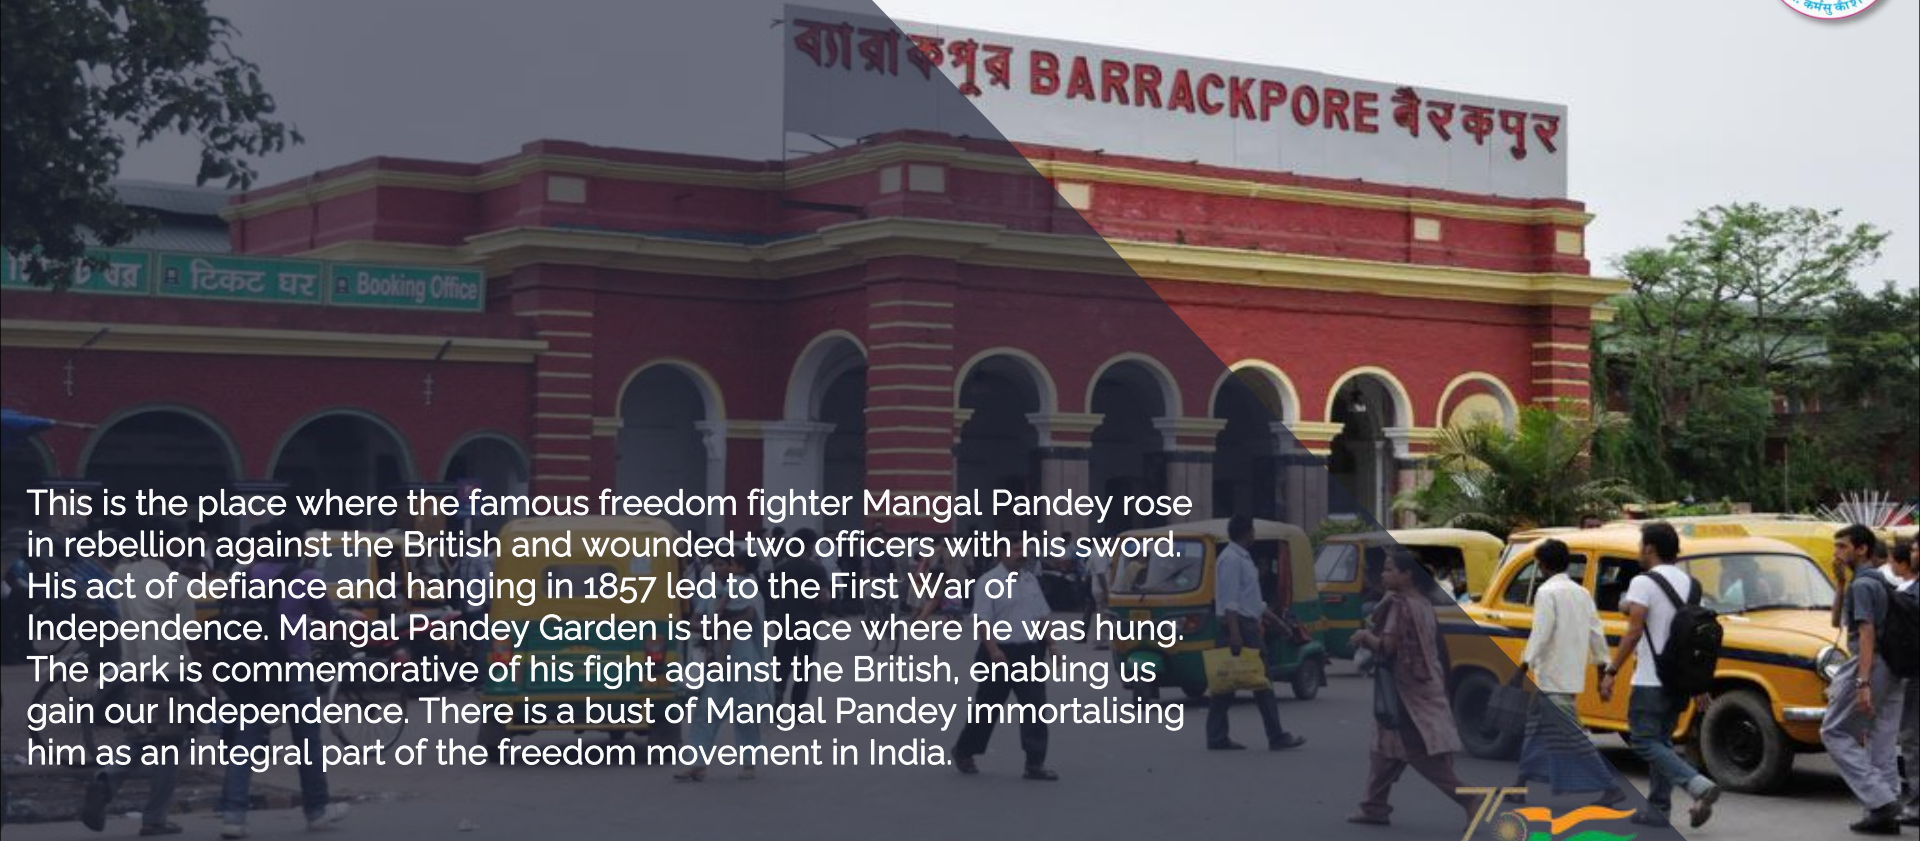 कर्मसु कौश
ব্যারাকপুর BARRACKPORE बैरकपुर
टिकट घर
Booking Office
This is the place where the famous freedom fighter Mangal Pandey rose
in rebellion against the British and wounded two officers with his sword.
His act of defiance and hanging in 1857 led to the First War of
Independence. Mangal Pandey Garden is the place where he was hung.
The park is commemorative of his fight against the British, enabling us
gain our Independence. There is a bust of Mangal Pandey immortalising
him as an integral part of the freedom movement in India.
75